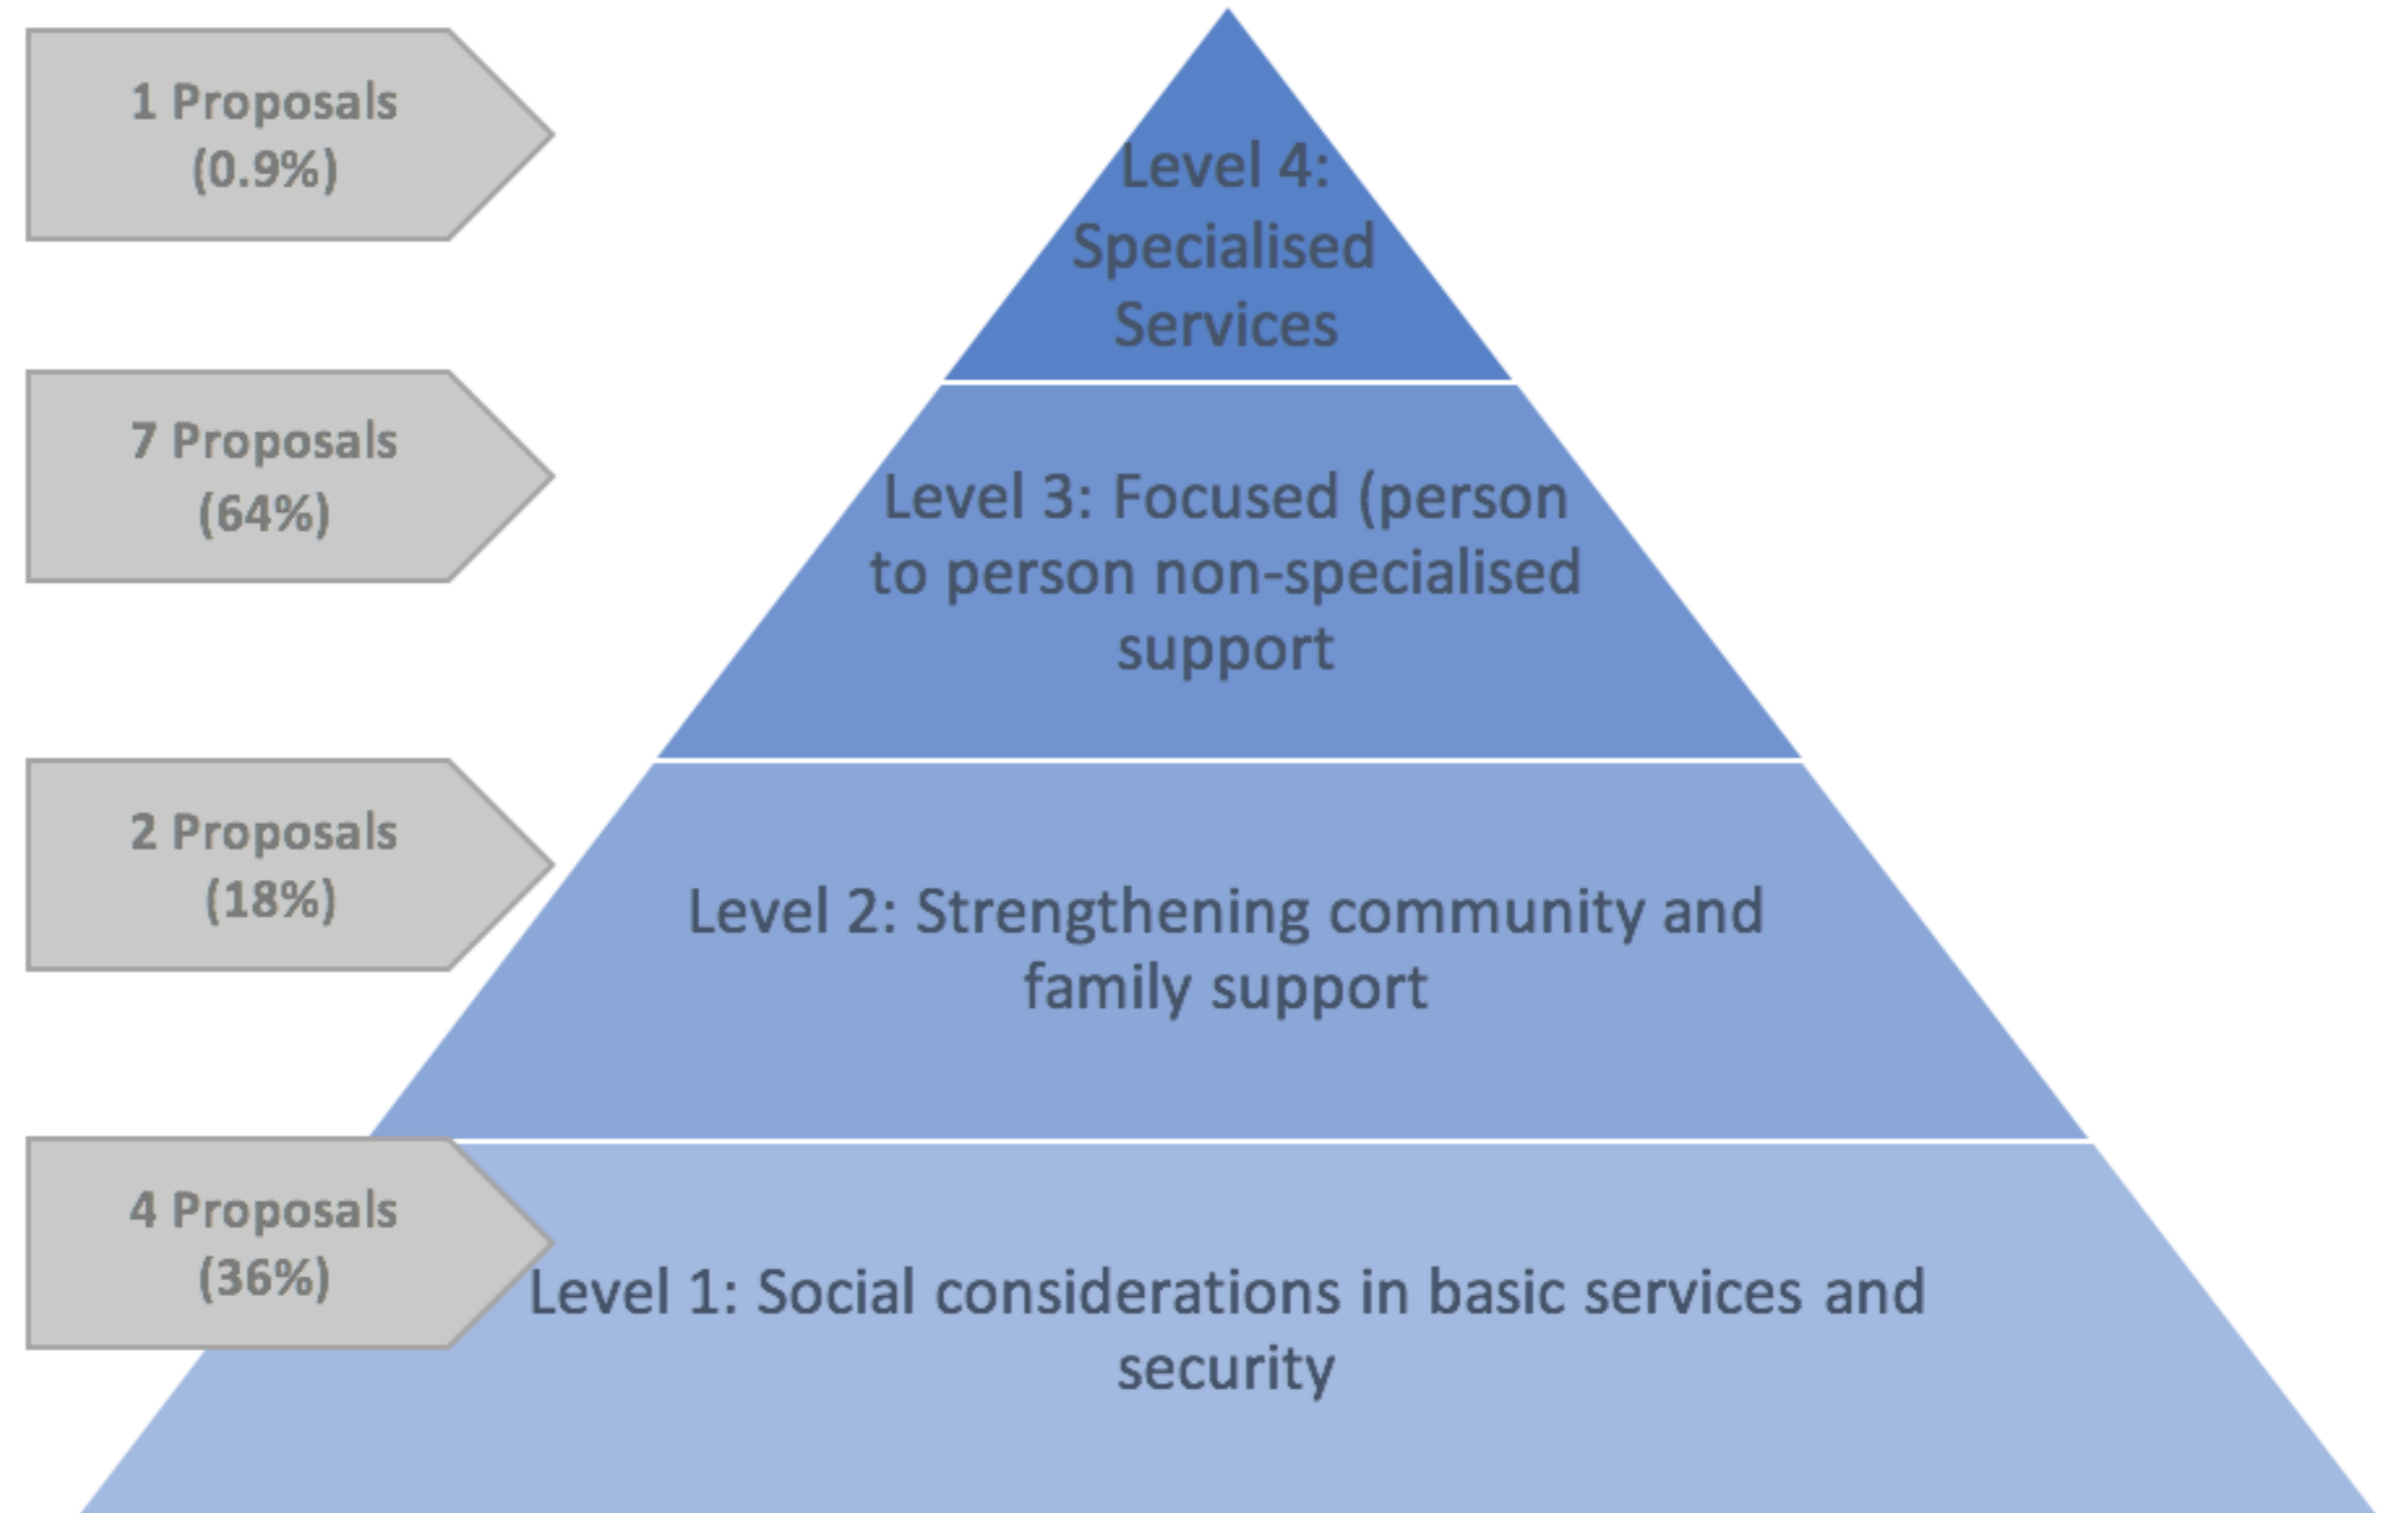 1 Proposals
(0.9%)
Level 4:
Specialised
Services
7 Proposals
(64%)
Level 3: Focused (person
to person non-specialised
support
2 Proposals
(18%)
Level 2: Strengthening community and
family support
4 Proposals
(36%)
Level 1: Social considerations in basic services and
security